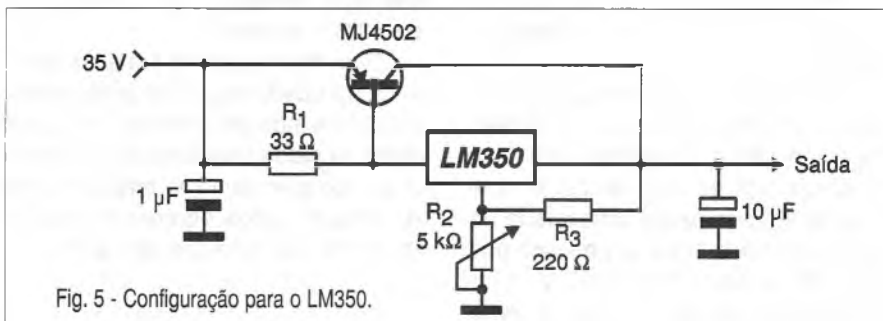 MJ4502
35 V
R1
33 Ω
LM350
Saída
1 µF
R2
5 kΩ
R3
220 Ω
10 µF
Fig. 5 - Configuração para o LM350.